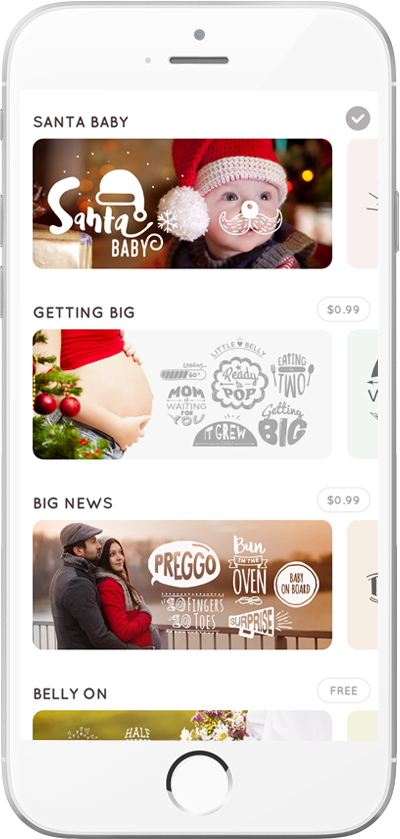 SANTA BABY
Santa
BABY
GETTING BIG
$0.99
LITTLE BELLY
Loading...
60%
Ready
to
POP
EATING
for
TWO
MOM
IS
WAITING
FOR
YOU
IT GREW
Getting
BIG
BIG NEWS
$0.99
PREGGO
Bun
IN THE
OVEN
BABY
ON BOARD
10 FINGERS
10 TOES
SURPRISE
BELLY ON
FREE
HALF